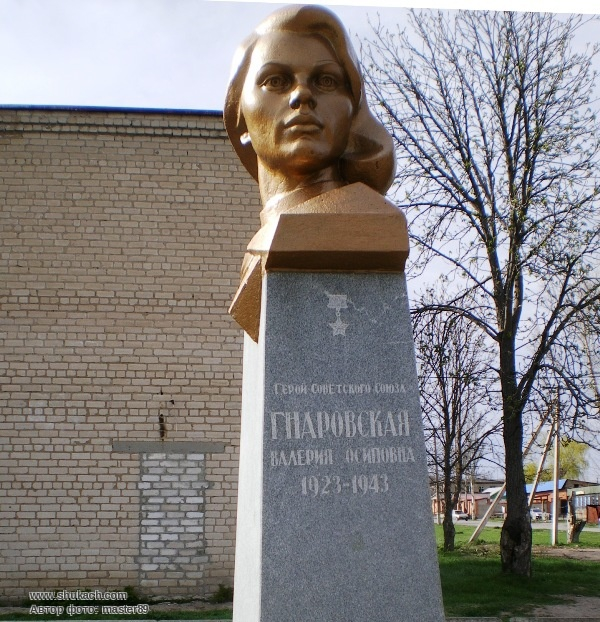 Герой Советского Союза
ГНАРОВСКАЯ
ВАЛЕРИЯ ОСИПОВНА
1923-1943
www.shukach.com
Автор фото: master89